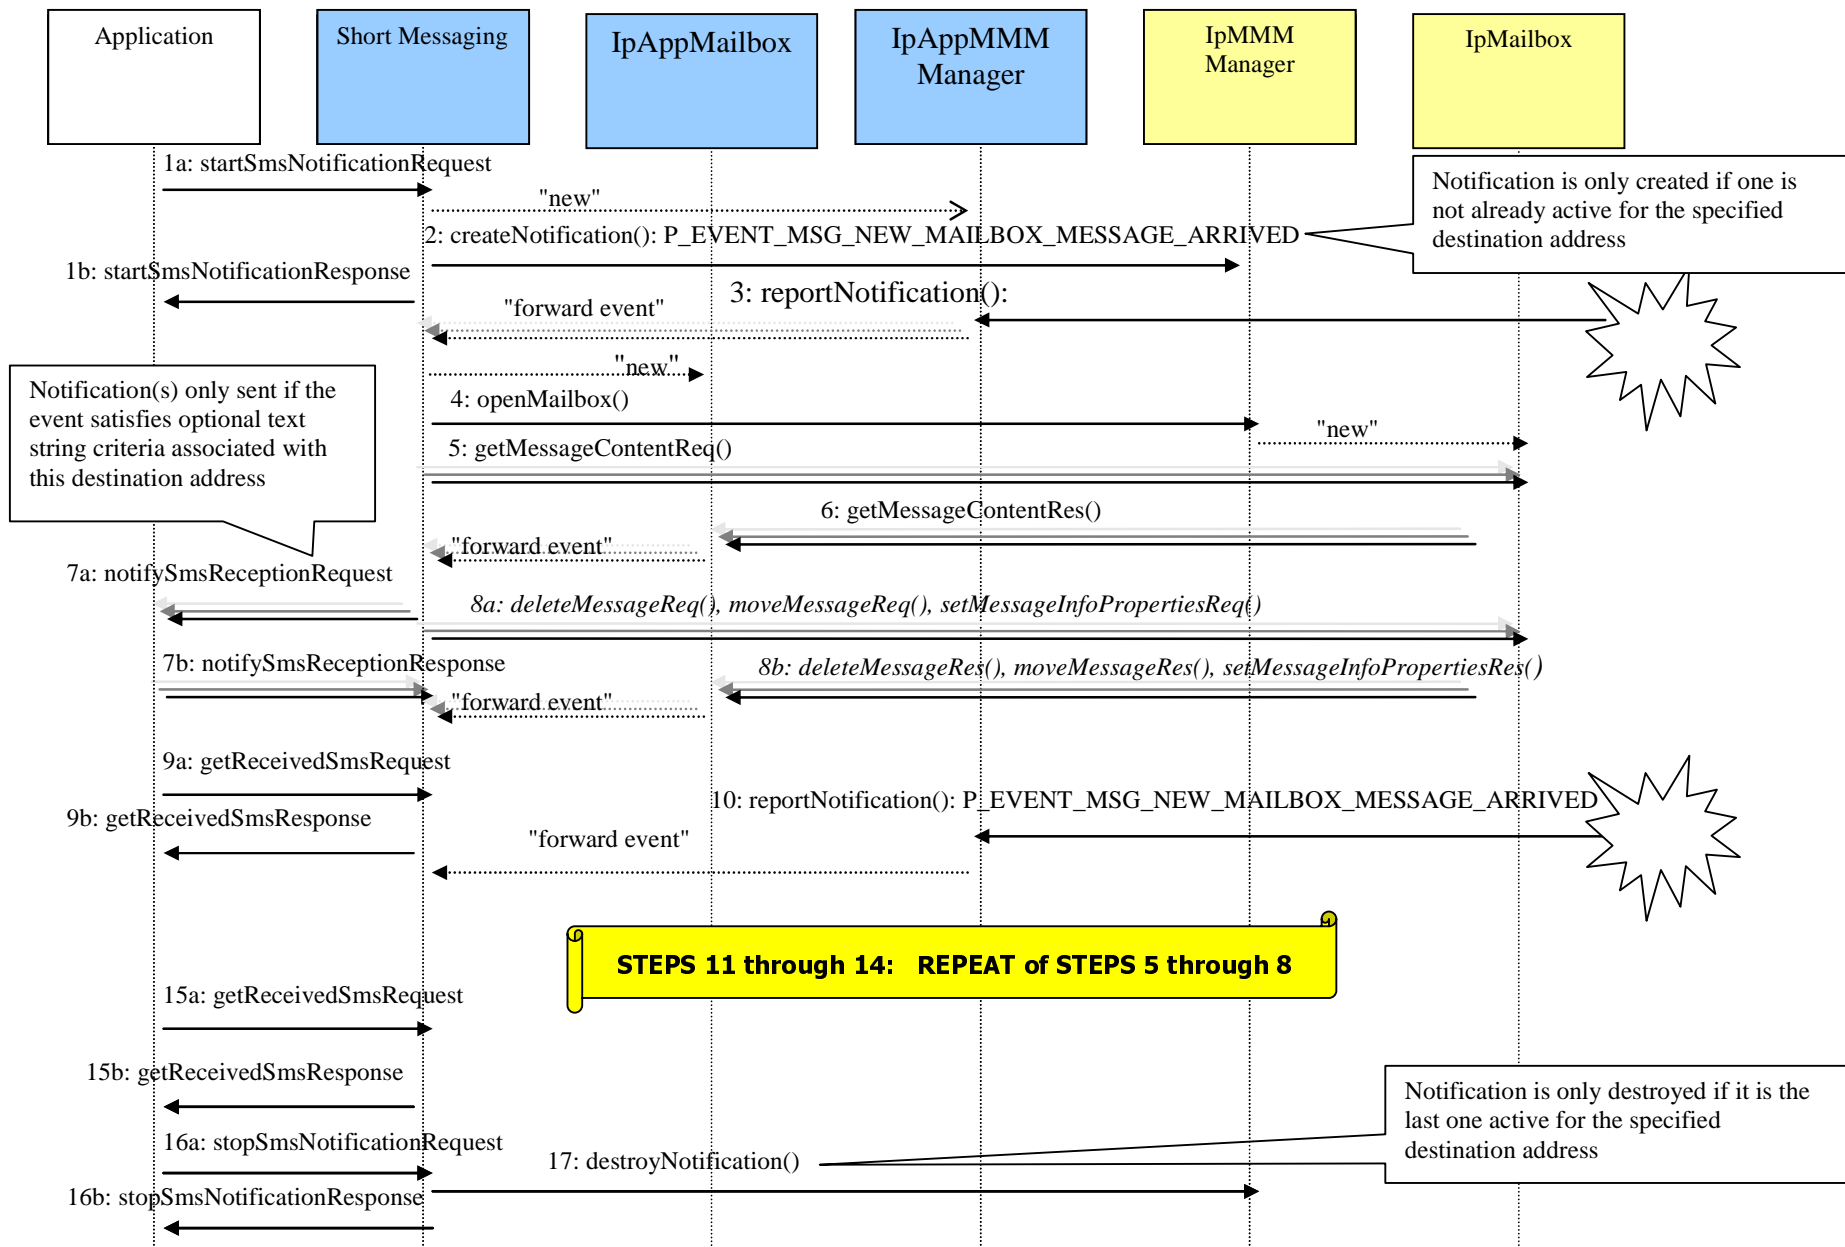 Application
Short Messaging
IpAppMailbox
IpAppMMM
Manager
IpMMM
Manager
IpMailbox
1a: startSmsNotificationRequest
"new"
Notification is only created if one is
not already active for the specified
destination address
2: createNotification(): P_EVENT_MSG_NEW_MAILBOX_MESSAGE_ARRIVED
1b: startSmsNotificationResponse
3: reportNotification():
"forward event"
"new"
Notification(s) only sent if the
event satisfies optional text
string criteria associated with
this destination address
4: openMailbox()
"new"
5: getMessageContentReq()
6: getMessageContentRes()
"forward event"
7a: notifySmsReceptionRequest
8a: deleteMessageReq(), moveMessageReq(), setMessageInfoPropertiesReq()
7b: notifySmsReceptionResponse
8b: deleteMessageRes(), moveMessageRes(), setMessageInfoPropertiesRes()
"forward event"
9a: getReceivedSmsRequest
10: reportNotification(): P_EVENT_MSG_NEW_MAILBOX_MESSAGE_ARRIVED
9b: getReceivedSmsResponse
"forward event"
STEPS 11 through 14: REPEAT of STEPS 5 through 8
15a: getReceivedSmsRequest
15b: getReceivedSmsResponse
Notification is only destroyed if it is the
last one active for the specified
destination address
16a: stopSmsNotificationRequest
17: destroyNotification()
16b: stopSmsNotificationResponse